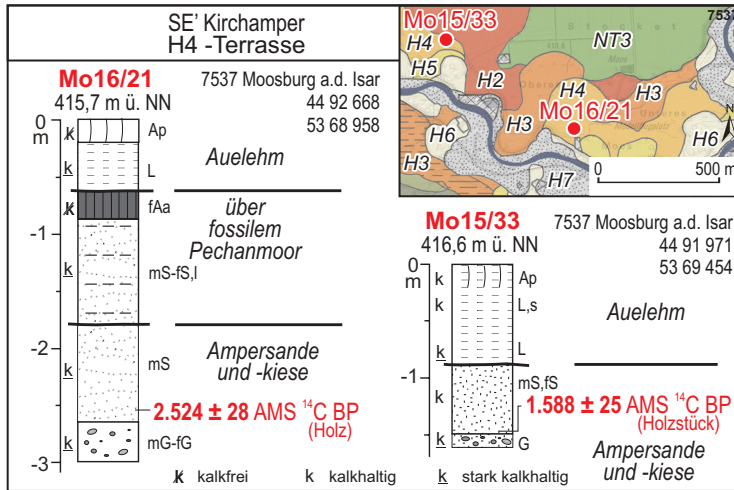 SE' Kirchamper
H4 -Terrasse
Mo16/21
415,7 m ü. NN
7537 Moosburg a.d. Isar
44 92 668
53 68 958
0
m
-1
-2
-3
k
Ap
k
L
Auelehm
k
fAa
über
fossilem
Pechanmoor
k
mS-fS,l
k
mS
Ampersande
und -kiese
2.524 ± 28 AMS 14C BP
(Holz)
k
mG-fG
k kalkfrei
k kalkhaltig
k stark kalkhaltig
7537
Mo15/33
H4
H5
H2
NT3
H4
H3
Mo16/21
H3
H6
H3
H6
H7
N
0
500 m
Mo15/33
416,6 m ü. NN
7537 Moosburg a.d. Isar
44 91 971
53 69 454
0
m
-1
k
Ap
k
L,s
Auelehm
k
L
k
mS,fS
1.588 ± 25 AMS 14C BP
(Holzstück)
k
G
Ampersande
und -kiese